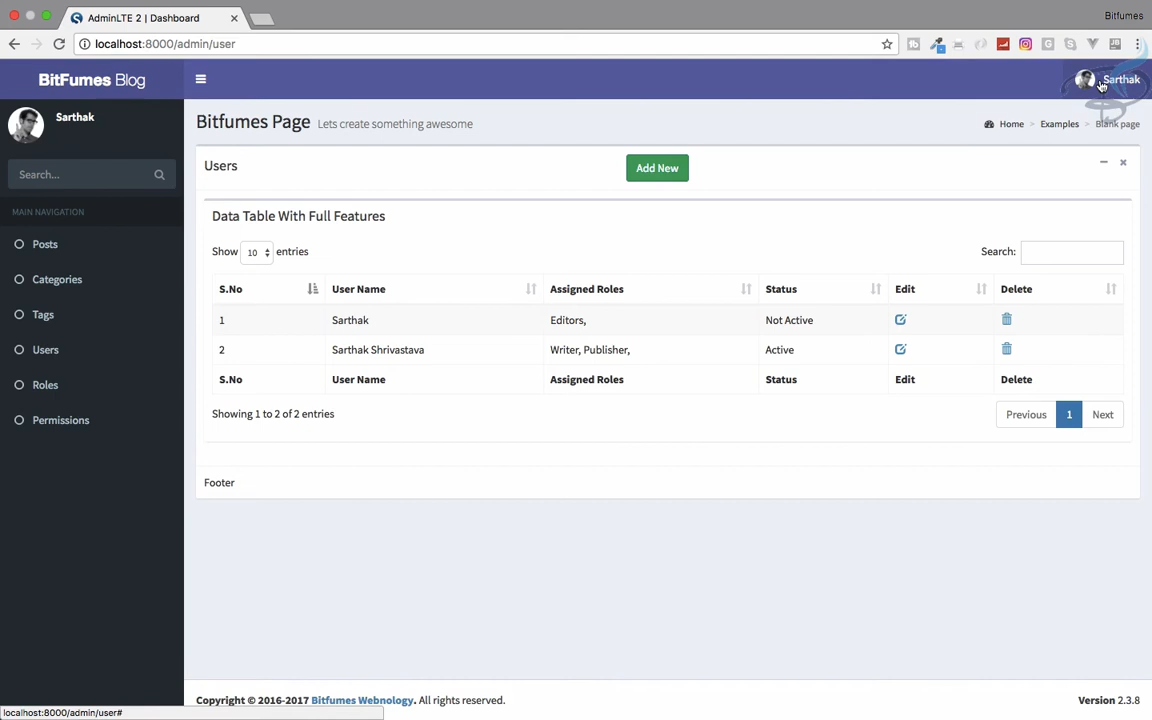 AdminLTE 2 | Dashboard
Bitfumes
localhost:8000/admin/user
BitFumes Blog
Sarthak
Sarthak
Bitfumes Page Lets create something awesome
Home > Examples > Blank page
Search...
Users
Add New
MAIN NAVIGATION
Posts
Categories
Tags
Users
Roles
Permissions
Data Table With Full Features
Show 10 entries
Search:
S.No User Name Assigned Roles Status Edit Delete
1 Sarthak Editors, Not Active
2 Sarthak Shrivastava Writer, Publisher, Active
S.No User Name Assigned Roles Status Edit Delete
Showing 1 to 2 of 2 entries
Previous 1 Next
Footer
Copyright © 2016-2017 Bitfumes Webnology. All rights reserved.
Version 2.3.8
localhost:8000/admin/user#